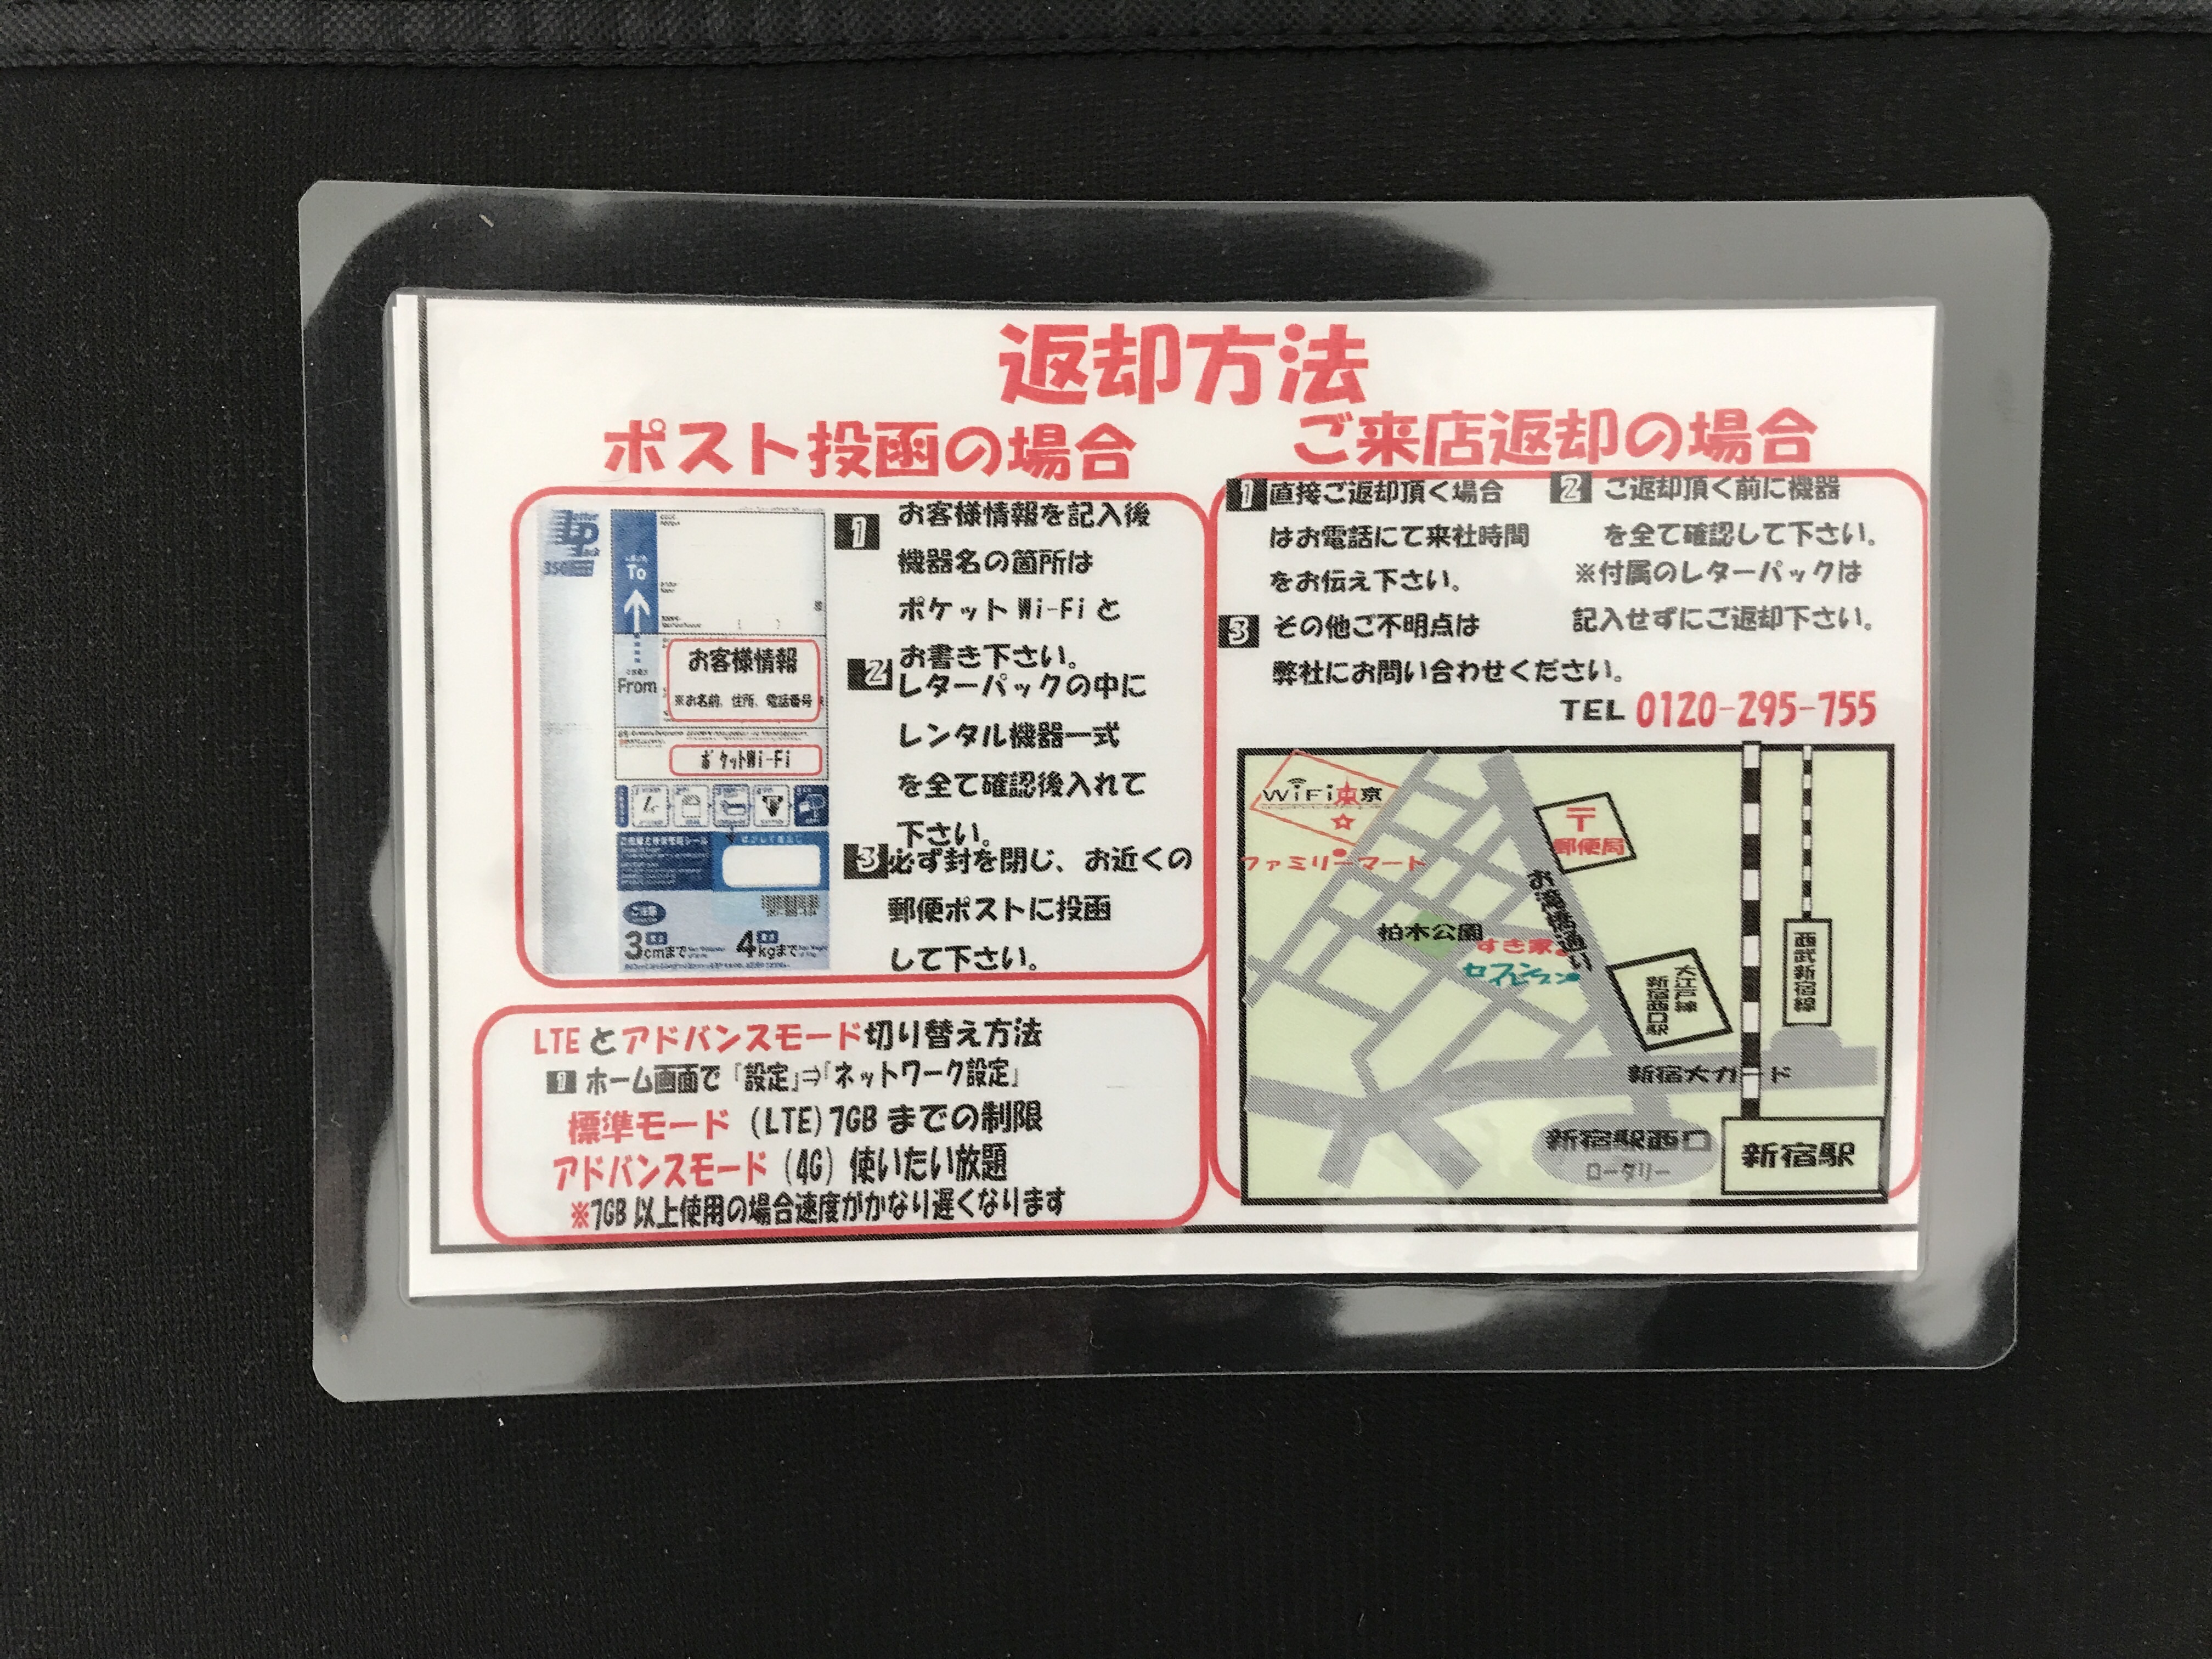 返却方法
ポスト投函の場合
To
From
お客様情報
※お名前、住所、電話番号
ポケットWi-Fi
ご注意
3cmまで
4kgまで
1 お客様情報を記入後
機器名の箇所は
ポケットWi-Fiと
お書き下さい。
2 レターパックの中に
レンタル機器一式
を全て確認後入れて
下さい。
3 必ず封を閉じ、お近くの
郵便ポストに投函
して下さい。
LTEとアドバンスモード切り替え方法
1 ホーム画面で「設定」⇒「ネットワーク設定」
標準モード (LTE)7GBまでの制限
アドバンスモード (4G) 使いたい放題
※7GB以上使用の場合速度がかなり遅くなります
ご来店返却の場合
1 直接ご返却頂く場合
はお電話にて来社時間
をお伝え下さい。
2 ご返却頂く前に機器
を全て確認して下さい。
※付属のレターパックは
記入せずにご返却下さい。
3 その他ご不明点は
弊社にお問い合わせください。
TEL 0120-295-755
WiFi東京
ファミリーマート
〒
郵便局
お滝橋通い
柏木公園
すき家
セブンイレブン
大江戸線
新宿西口駅
西武新宿線
新宿大ガード
新宿駅西口
ロータリー
新宿駅